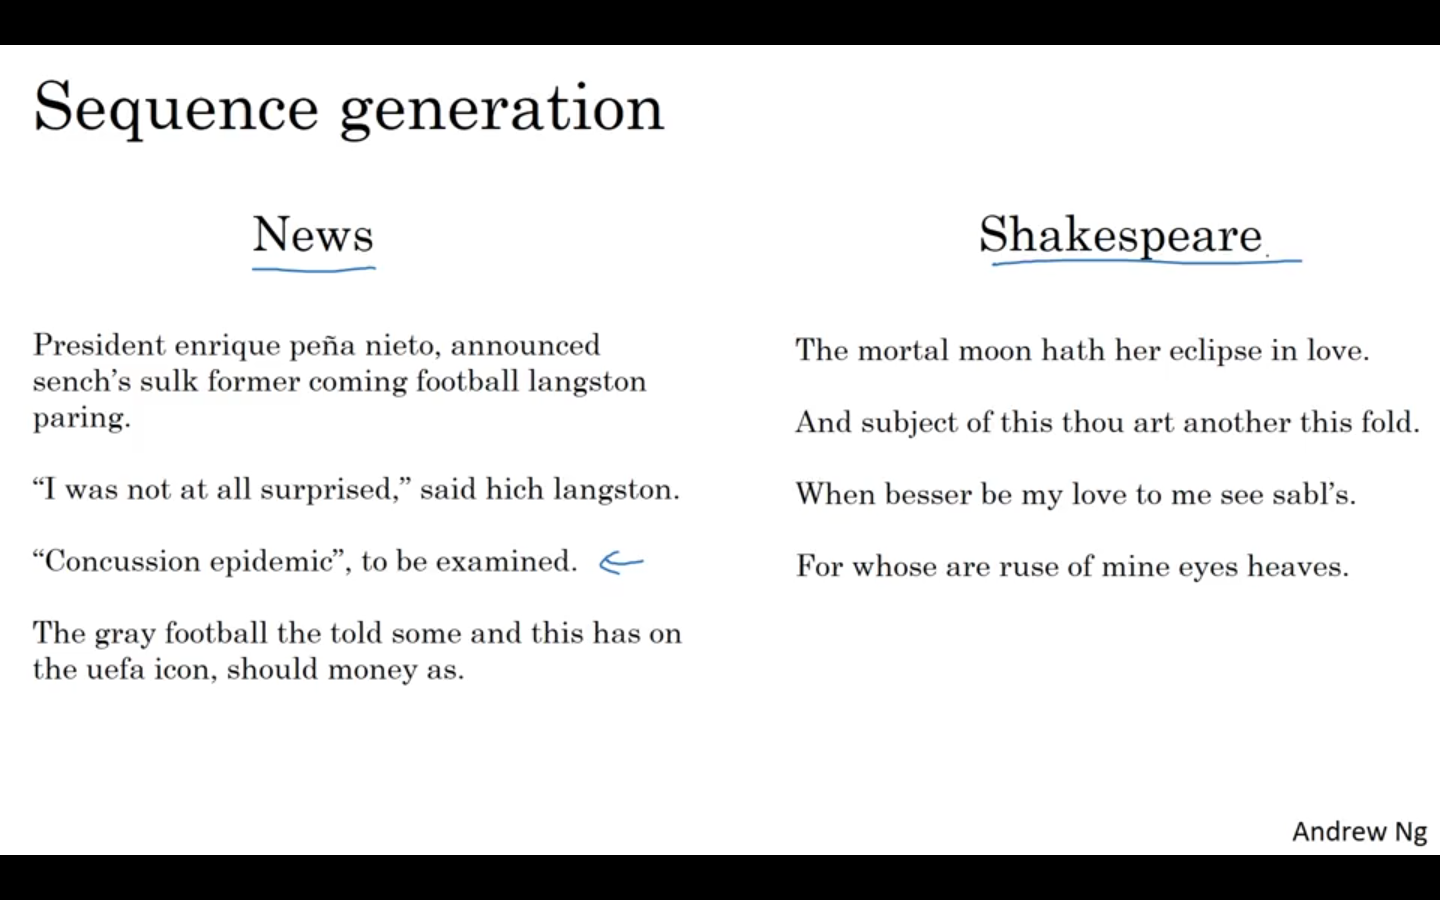 Sequence generation
News
President enrique peña nieto, announced
sench’s sulk former coming football langston
paring.
“I was not at all surprised,” said hich langston.
“Concussion epidemic”, to be examined.
The gray football the told some and this has on
the uefa icon, should money as.
Shakespeare
The mortal moon hath her eclipse in love.
And subject of this thou art another this fold.
When besser be my love to me see sabl’s.
For whose are ruse of mine eyes heaves.
Andrew Ng